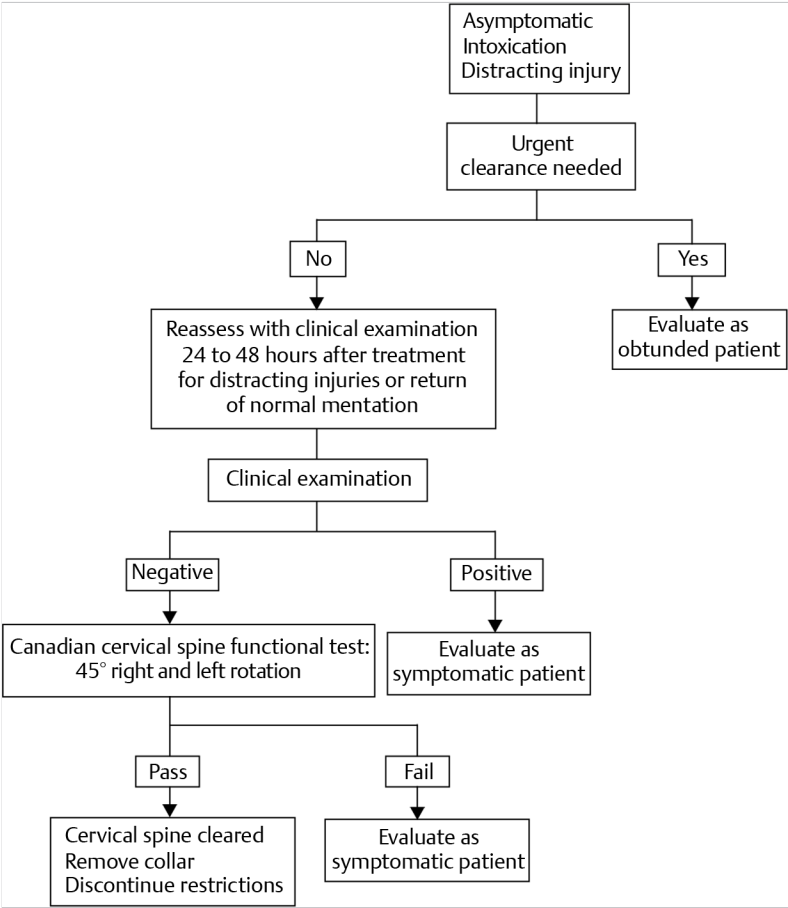 Asymptomatic
Intoxication
Distracting injury
Urgent
clearance needed
No
Yes
Reassess with clinical examination
24 to 48 hours after treatment
for distracting injuries or return
of normal mentation
Evaluate as
obtunded patient
Clinical examination
Negative
Positive
Canadian cervical spine functional test:
45° right and left rotation
Evaluate as
symptomatic patient
Pass
Fail
Cervical spine cleared
Remove collar
Discontinue restrictions
Evaluate as
symptomatic patient